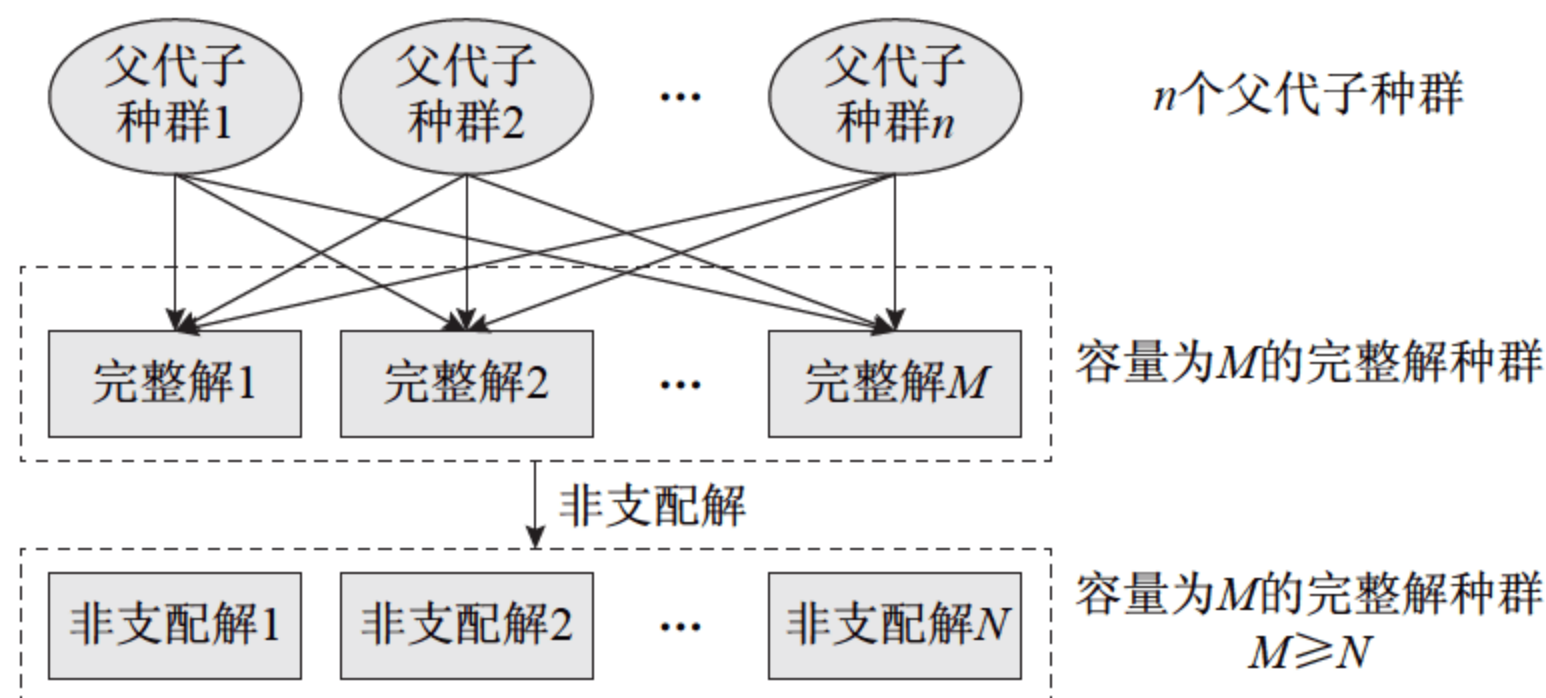 父代子
种群1
父代子
种群2
...
父代子
种群n
n个父代子种群
完整解1
完整解2
...
完整解M
容量为M的完整解种群
非支配解
非支配解1
非支配解2
...
非支配解N
容量为M的完整解种群
M⩾N